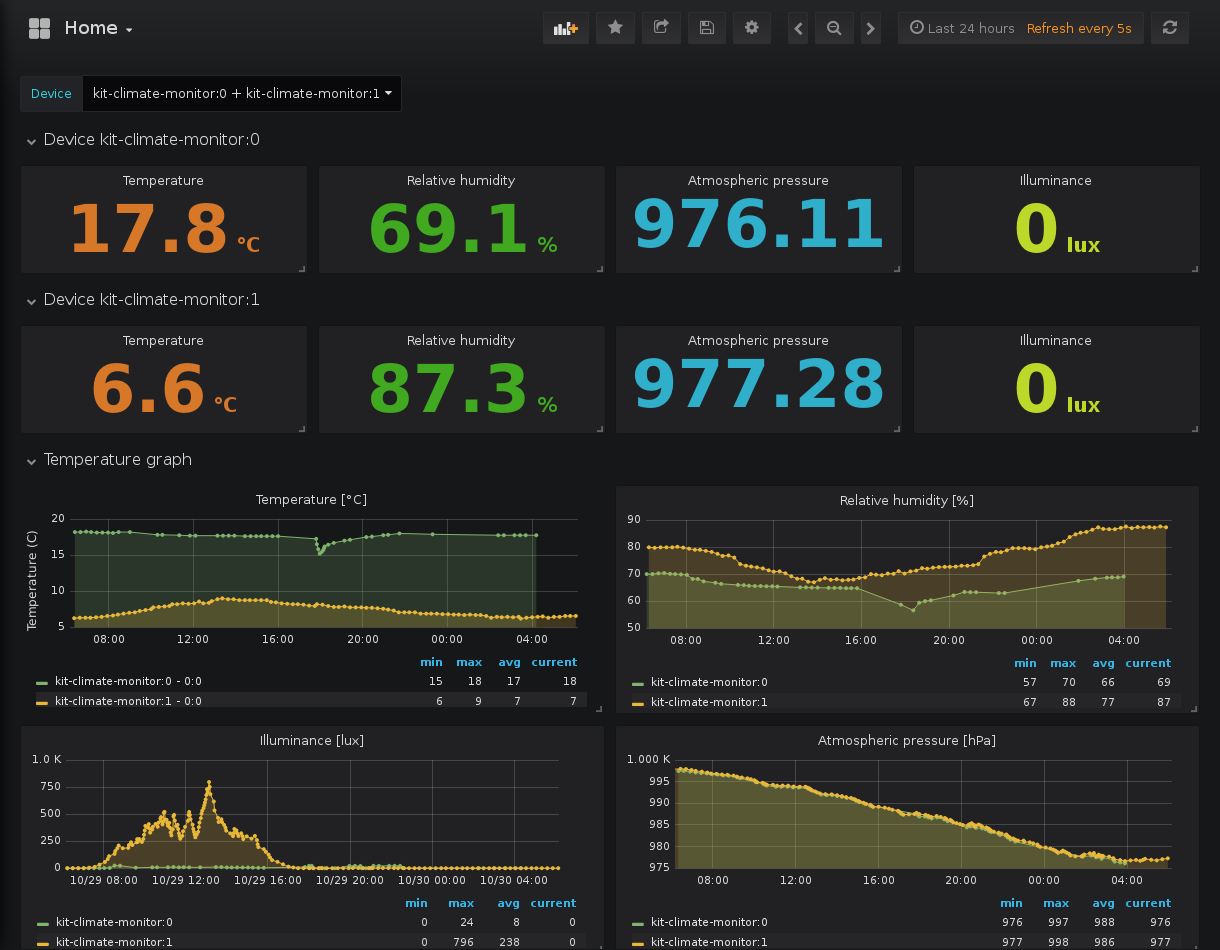 Home
Last 24 hours Refresh every 5s
Device kit-climate-monitor:0 + kit-climate-monitor:1
Device kit-climate-monitor:0
Temperature Relative humidity Atmospheric pressure Illuminance
17.8 °C 69.1 % 976.11 0 lux
Device kit-climate-monitor:1
Temperature Relative humidity Atmospheric pressure Illuminance
6.6 °C 87.3 % 977.28 0 lux
Temperature graph
Temperature [°C]
Temperature (C)
20
15
10
5
08:00 12:00 16:00 20:00 00:00 04:00
min max avg current
kit-climate-monitor:0 - 0:0 15 18 17 18
kit-climate-monitor:1 - 0:0 6 9 7 7
Relative humidity [%]
90
80
70
60
50
08:00 12:00 16:00 20:00 00:00 04:00
min max avg current
kit-climate-monitor:0 57 70 66 69
kit-climate-monitor:1 67 88 77 87
Illuminance [lux]
1.0 K
750
500
250
0
10/29 08:00 10/29 12:00 10/29 16:00 10/29 20:00 10/30 00:00 10/30 04:00
min max avg current
kit-climate-monitor:0 0 24 8 0
kit-climate-monitor:1 0 796 238 0
Atmospheric pressure [hPa]
1.000 K
995
990
985
980
975
08:00 12:00 16:00 20:00 00:00 04:00
min max avg current
kit-climate-monitor:0 976 997 988 976
kit-climate-monitor:1 977 998 986 977